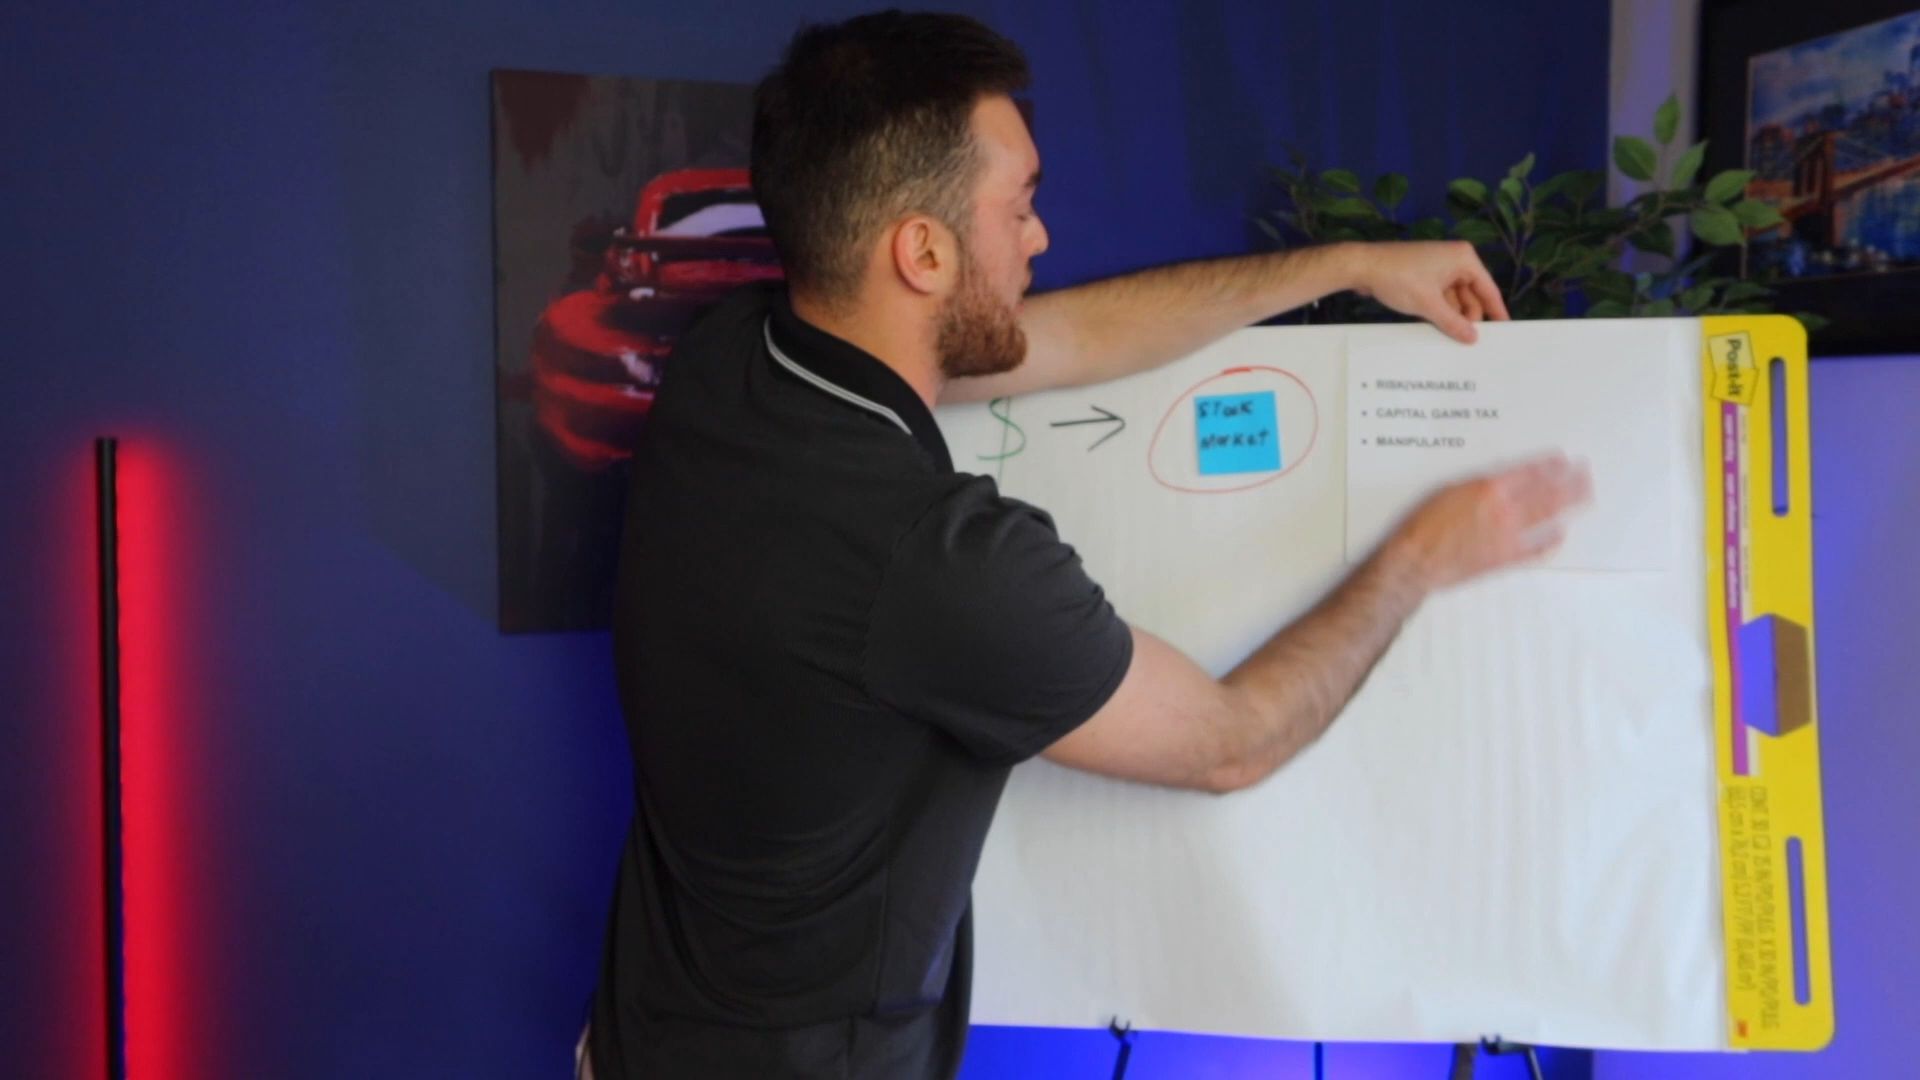 $ →
STOCK
MARKET
• RISK(VARIABLE)
• CAPITAL GAINS TAX
• MANIPULATED
Post-it